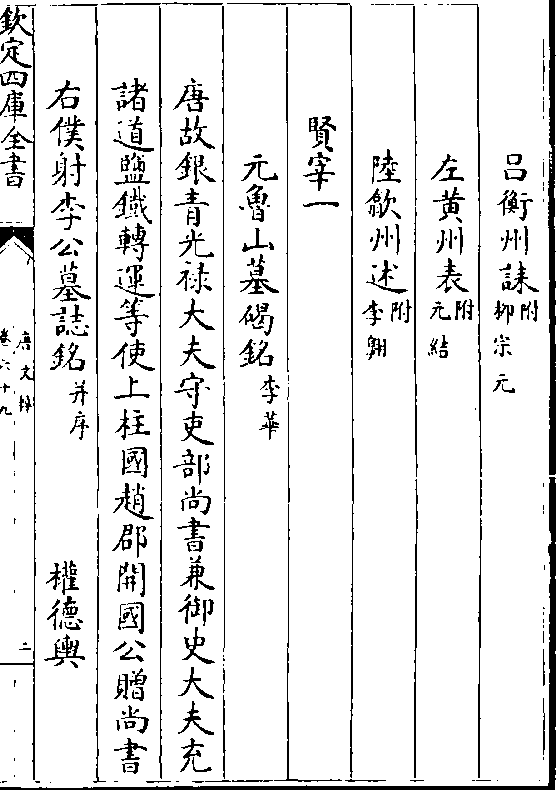 吕衡州誄附柳宗元
左黄州表附元結
陸歙州述附李翺
賢宰一
元魯山墓碣銘李華
唐故銀青光禄大夫守吏部尚書兼御史大夫充
諸道鹽鐵轉運等使上柱國趙郡開國公贈尚書
右僕射李公墓誌銘并序 權德輿
欽定四庫全書
唐文粹
卷六十九
二